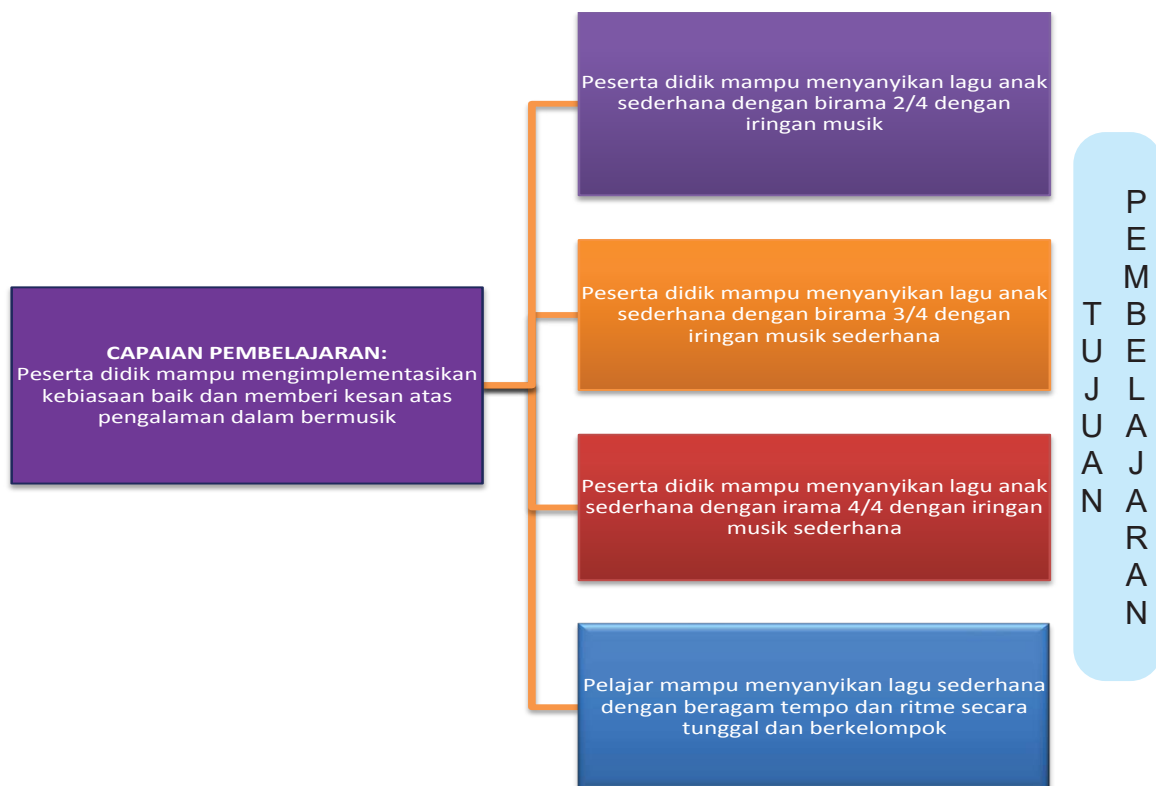 CAPAIAN PEMBELAJARAN:
Peserta didik mampu mengimplementasikan
kebiasaan baik dan memberi kesan atas
pengalaman dalam bermusik
Peserta didik mampu menyanyikan lagu anak
sederhana dengan birama 2/4 dengan
iringan musik
Peserta didik mampu menyanyikan lagu anak
sederhana dengan birama 3/4 dengan
iringan musik sederhana
Peserta didik mampu menyanyikan lagu anak
sederhana dengan irama 4/4 dengan iringan
musik sederhana
Pelajar mampu menyanyikan lagu sederhana
dengan beragam tempo dan ritme secara
tunggal dan berkelompok
TUJUAN
PEMBELAJARAN